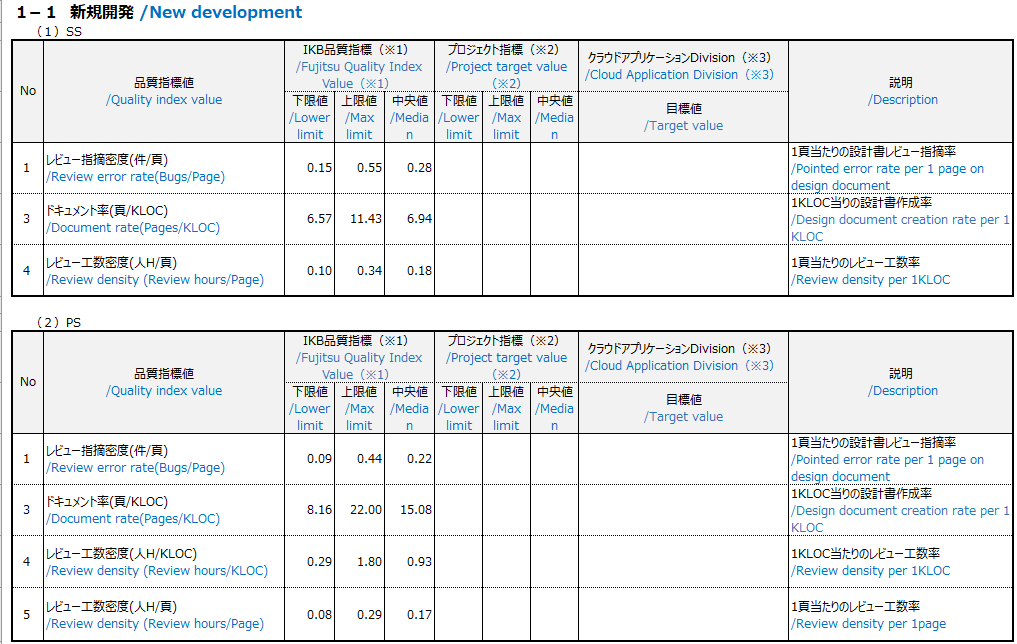 １－１ 新規開発 /New development
（１）SS
No
品質指標値
/Quality index value
IKB品質指標（※1）
/Fujitsu Quality Index
Value（※1）
プロジェクト指標（※2）
/Project target value
（※2）
クラウドアプリケーションDivision（※3）
/Cloud Application Division（※3）
説明
/Description
下限値
/Lower
limit
上限値
/Max
limit
中央値
/Media
n
下限値
/Lower
limit
上限値
/Max
limit
中央値
/Media
n
目標値
/Target value
1
レビュー指摘密度(件/頁)
/Review error rate(Bugs/Page)
0.15
0.55
0.28
1頁当たりの設計書レビュー指摘率
/Pointed error rate per 1 page on
design document
3
ドキュメント率(頁/KLOC)
/Document rate(Pages/KLOC)
6.57
11.43
6.94
1KLOC当りの設計書作成率
/Design document creation rate per 1
KLOC
4
レビュー工数密度(人H/頁)
/Review density (Review hours/Page)
0.10
0.34
0.18
1頁当たりのレビュー工数率
/Review density per 1KLOC
（２）PS
No
品質指標値
/Quality index value
IKB品質指標（※1）
/Fujitsu Quality Index
Value（※1）
プロジェクト指標（※2）
/Project target value
（※2）
クラウドアプリケーションDivision（※3）
/Cloud Application Division（※3）
説明
/Description
下限値
/Lower
limit
上限値
/Max
limit
中央値
/Media
n
下限値
/Lower
limit
上限値
/Max
limit
中央値
/Media
n
目標値
/Target value
1
レビュー指摘密度(件/頁)
/Review error rate(Bugs/Page)
0.09
0.44
0.22
1頁当たりの設計書レビュー指摘率
/Pointed error rate per 1 page on
design document
3
ドキュメント率(頁/KLOC)
/Document rate(Pages/KLOC)
8.16
22.00
15.08
1KLOC当りの設計書作成率
/Design document creation rate per 1
KLOC
4
レビュー工数密度(人H/KLOC)
/Review density (Review hours/KLOC)
0.29
1.80
0.93
1KLOC当たりのレビュー工数率
/Review density per 1KLOC
5
レビュー工数密度(人H/頁)
/Review density (Review hours/Page)
0.08
0.29
0.17
1頁当たりのレビュー工数率
/Review density per 1page